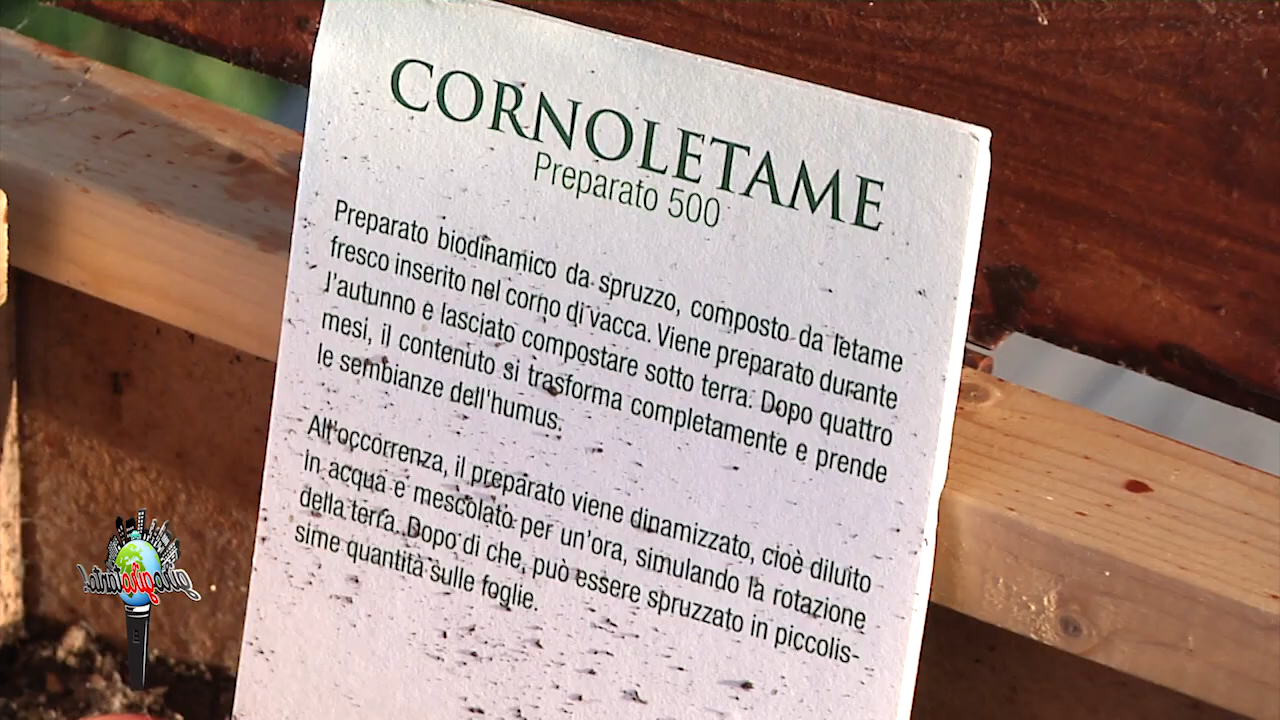 CORNOLETAME
Preparato 500
Preparato biodinamico da spruzzo, composto da letame
fresco inserito nel corno di vacca. Viene preparato durante
l'autunno e lasciato compostare sotto terra. Dopo quattro
mesi, il contenuto si trasforma completamente e prende
le sembianze dell'humus.
All'occorrenza, il preparato viene dinamizzato, cioè diluito
in acqua e mescolato per un'ora, simulando la rotazione
della terra. Dopo di che, può essere spruzzato in piccolis-
sime quantità sulle foglie.